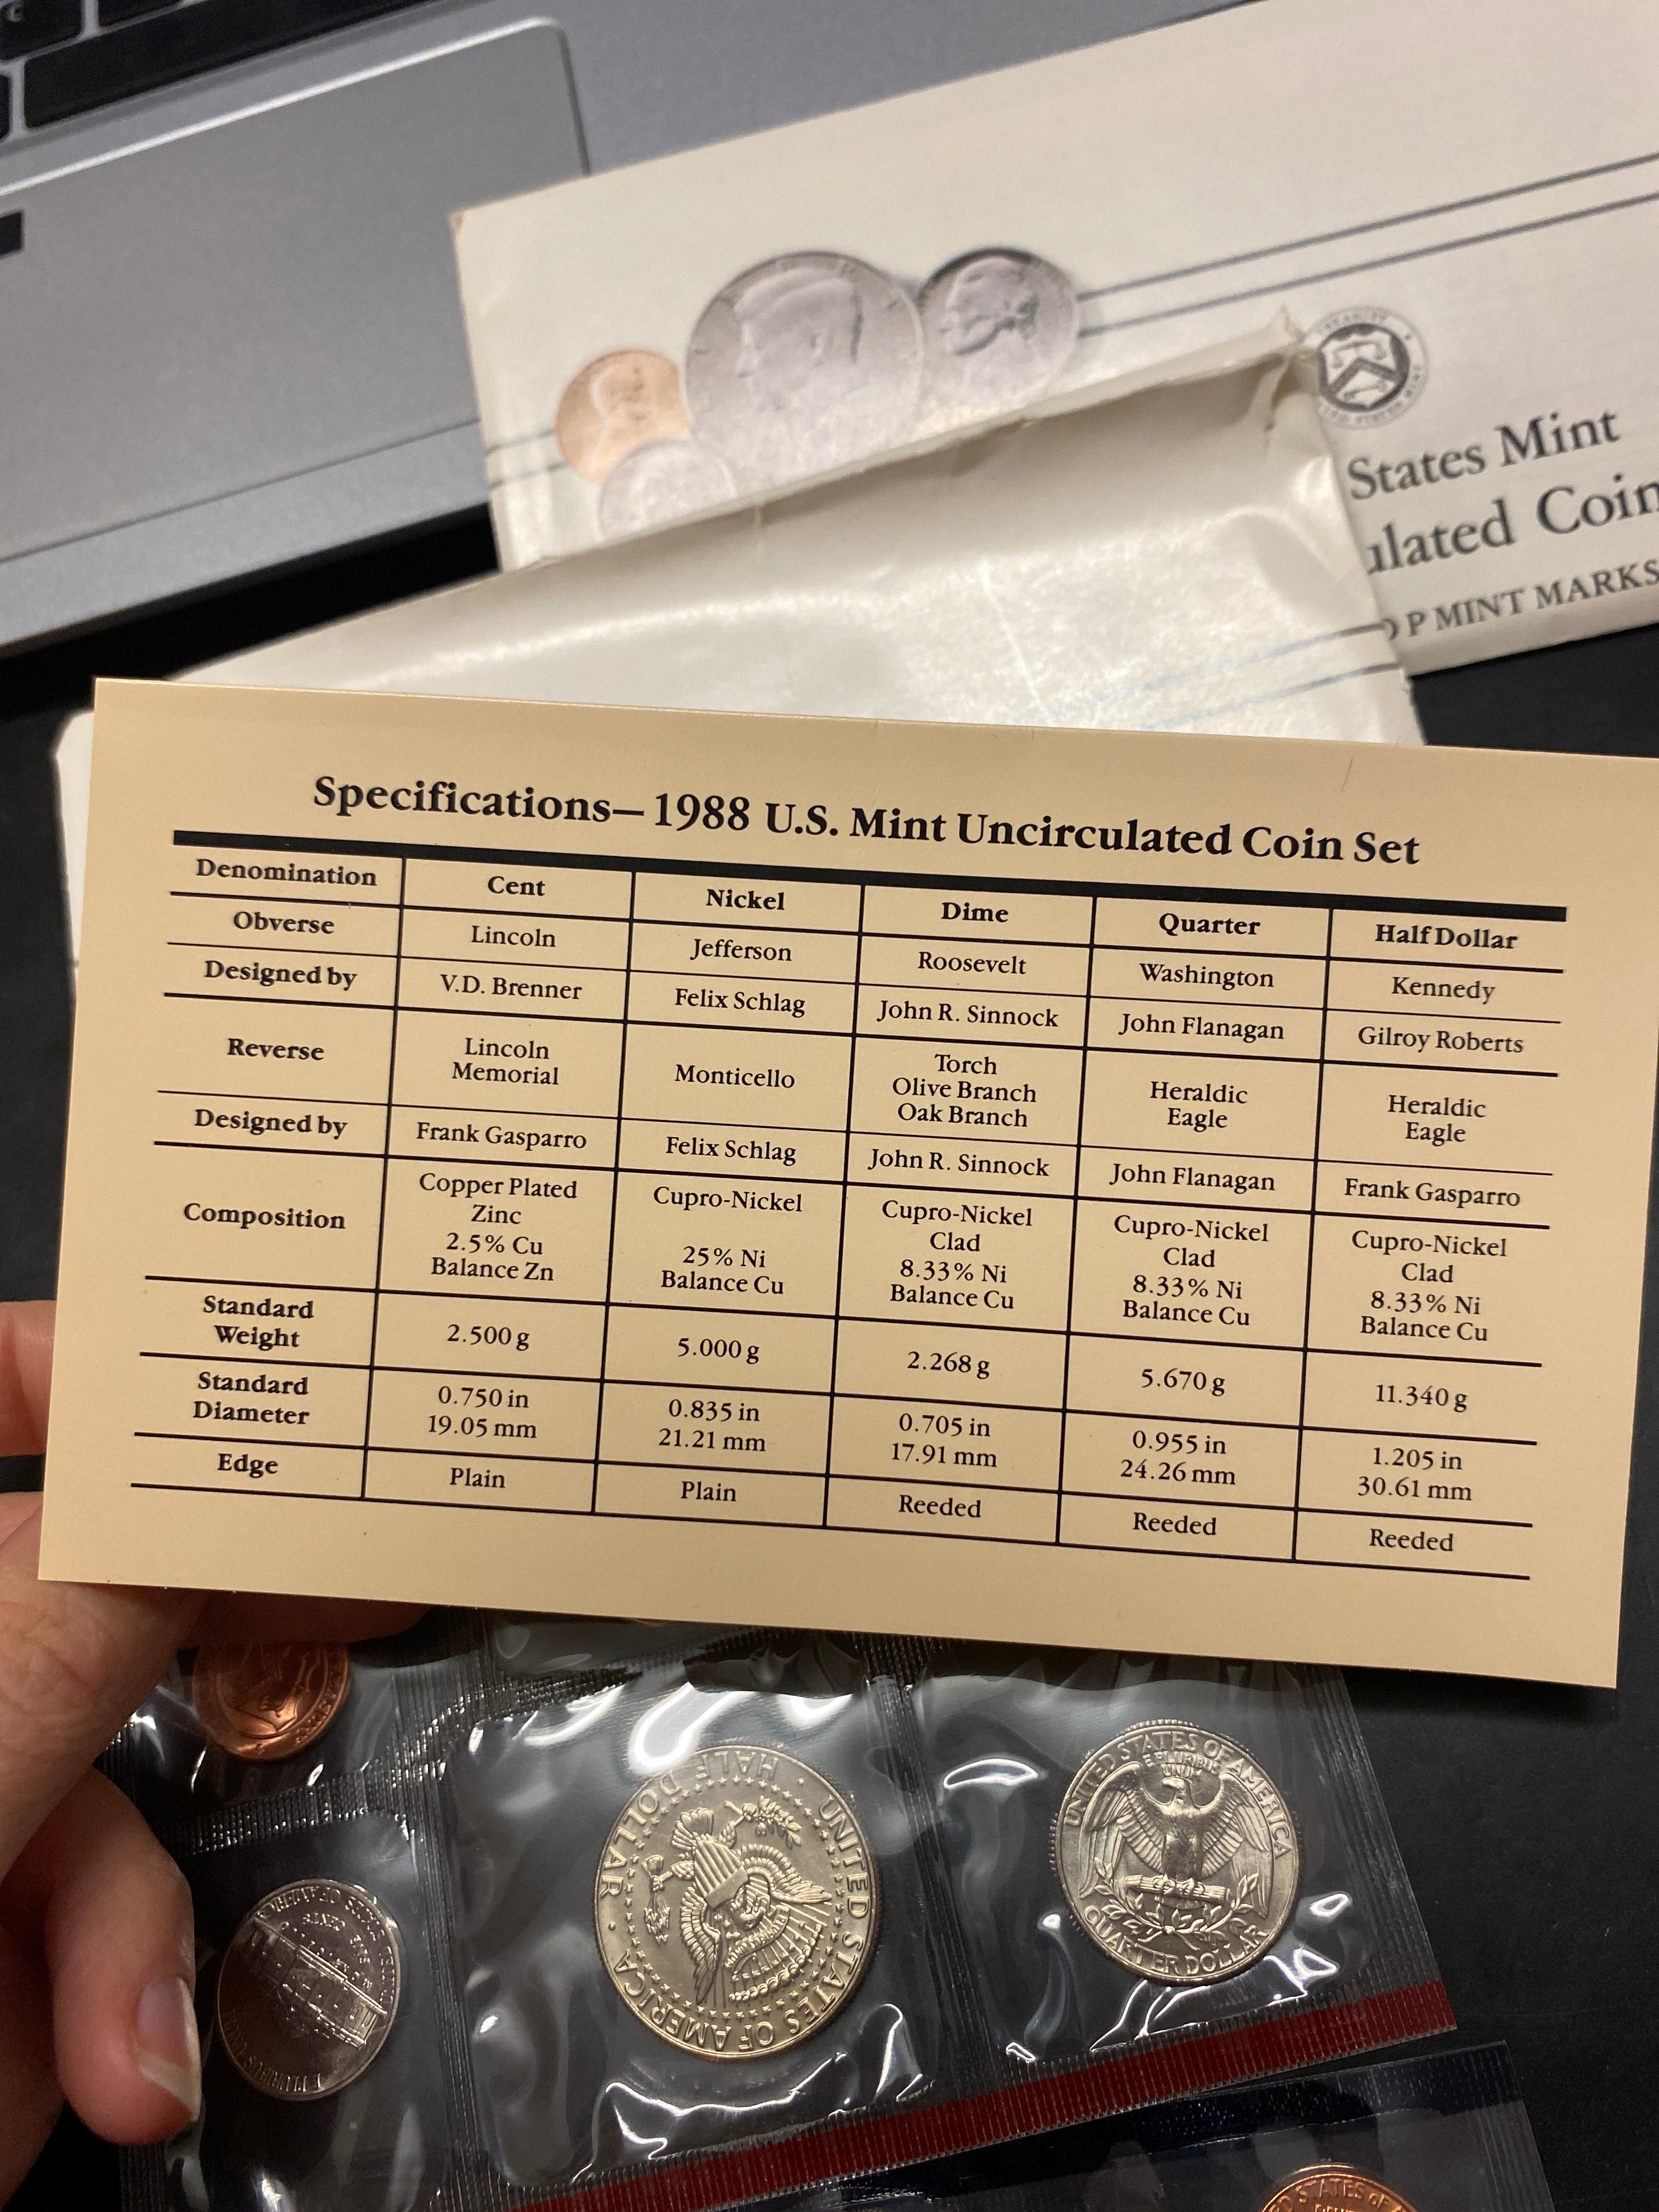 States Mint
ulated Coin
P MINT MARKS
Specifications— 1988 U.S. Mint Uncirculated Coin Set
Denomination Cent Nickel Dime Quarter Half Dollar
Obverse Lincoln Jefferson Roosevelt Washington Kennedy
Designed by V.D. Brenner Felix Schlag John R. Sinnock John Flanagan Gilroy Roberts
Reverse Lincoln Memorial Monticello Torch Olive Branch Oak Branch Heraldic Eagle Heraldic Eagle
Designed by Frank Gasparro Felix Schlag John R. Sinnock John Flanagan Frank Gasparro
Composition Copper Plated Zinc 2.5% Cu Balance Zn Cupro-Nickel 25% Ni Balance Cu Cupro-Nickel Clad 8.33% Ni Balance Cu Cupro-Nickel Clad 8.33% Ni Balance Cu Cupro-Nickel Clad 8.33% Ni Balance Cu
Standard Weight 2.500 g 5.000 g 2.268 g 5.670 g 11.340 g
Standard Diameter 0.750 in 19.05 mm 0.835 in 21.21 mm 0.705 in 17.91 mm 0.955 in 24.26 mm 1.205 in 30.61 mm
Edge Plain Plain Reeded Reeded Reeded
UNITED STATES OF AMERICA
HALF DOLLAR
UNITED STATES OF AMERICA
E PLURIBUS
UNUM
QUARTER DOLLAR
STATES OF